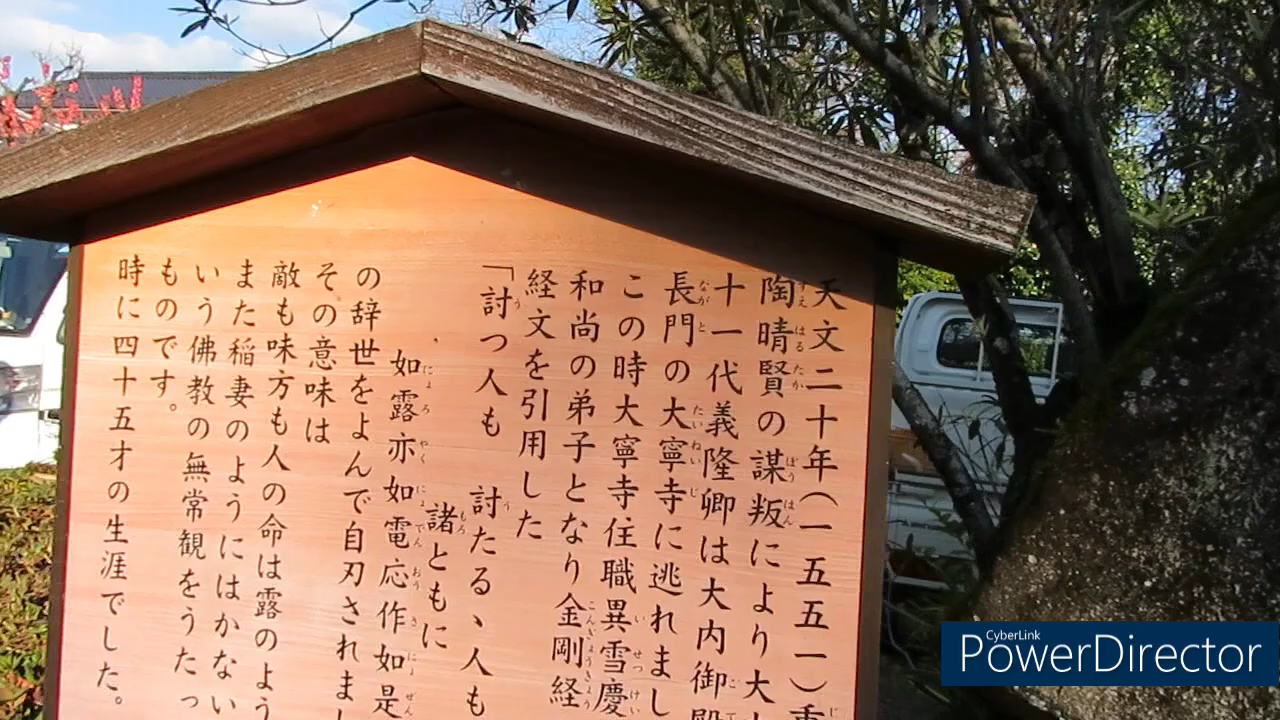 天文二十年(一五五一)重
陶晴賢の謀叛により大
十一代義隆卿は大内御殿
長門の大寧寺に逃れまし
この時大寧寺住職異雪慶
和尚の弟子となり金剛経
経文を引用した
「討つ人も 討たる、人も
諸ともに
如露亦如電応作如是
の辞世をよんで自刃されまし
その意味は
敵も味方も人の命は露のよう
また稲妻のようにはかない
いう佛教の無常観をうたっ
ものです。
時に四十五才の生涯でした。
CyberLink
PowerDirector